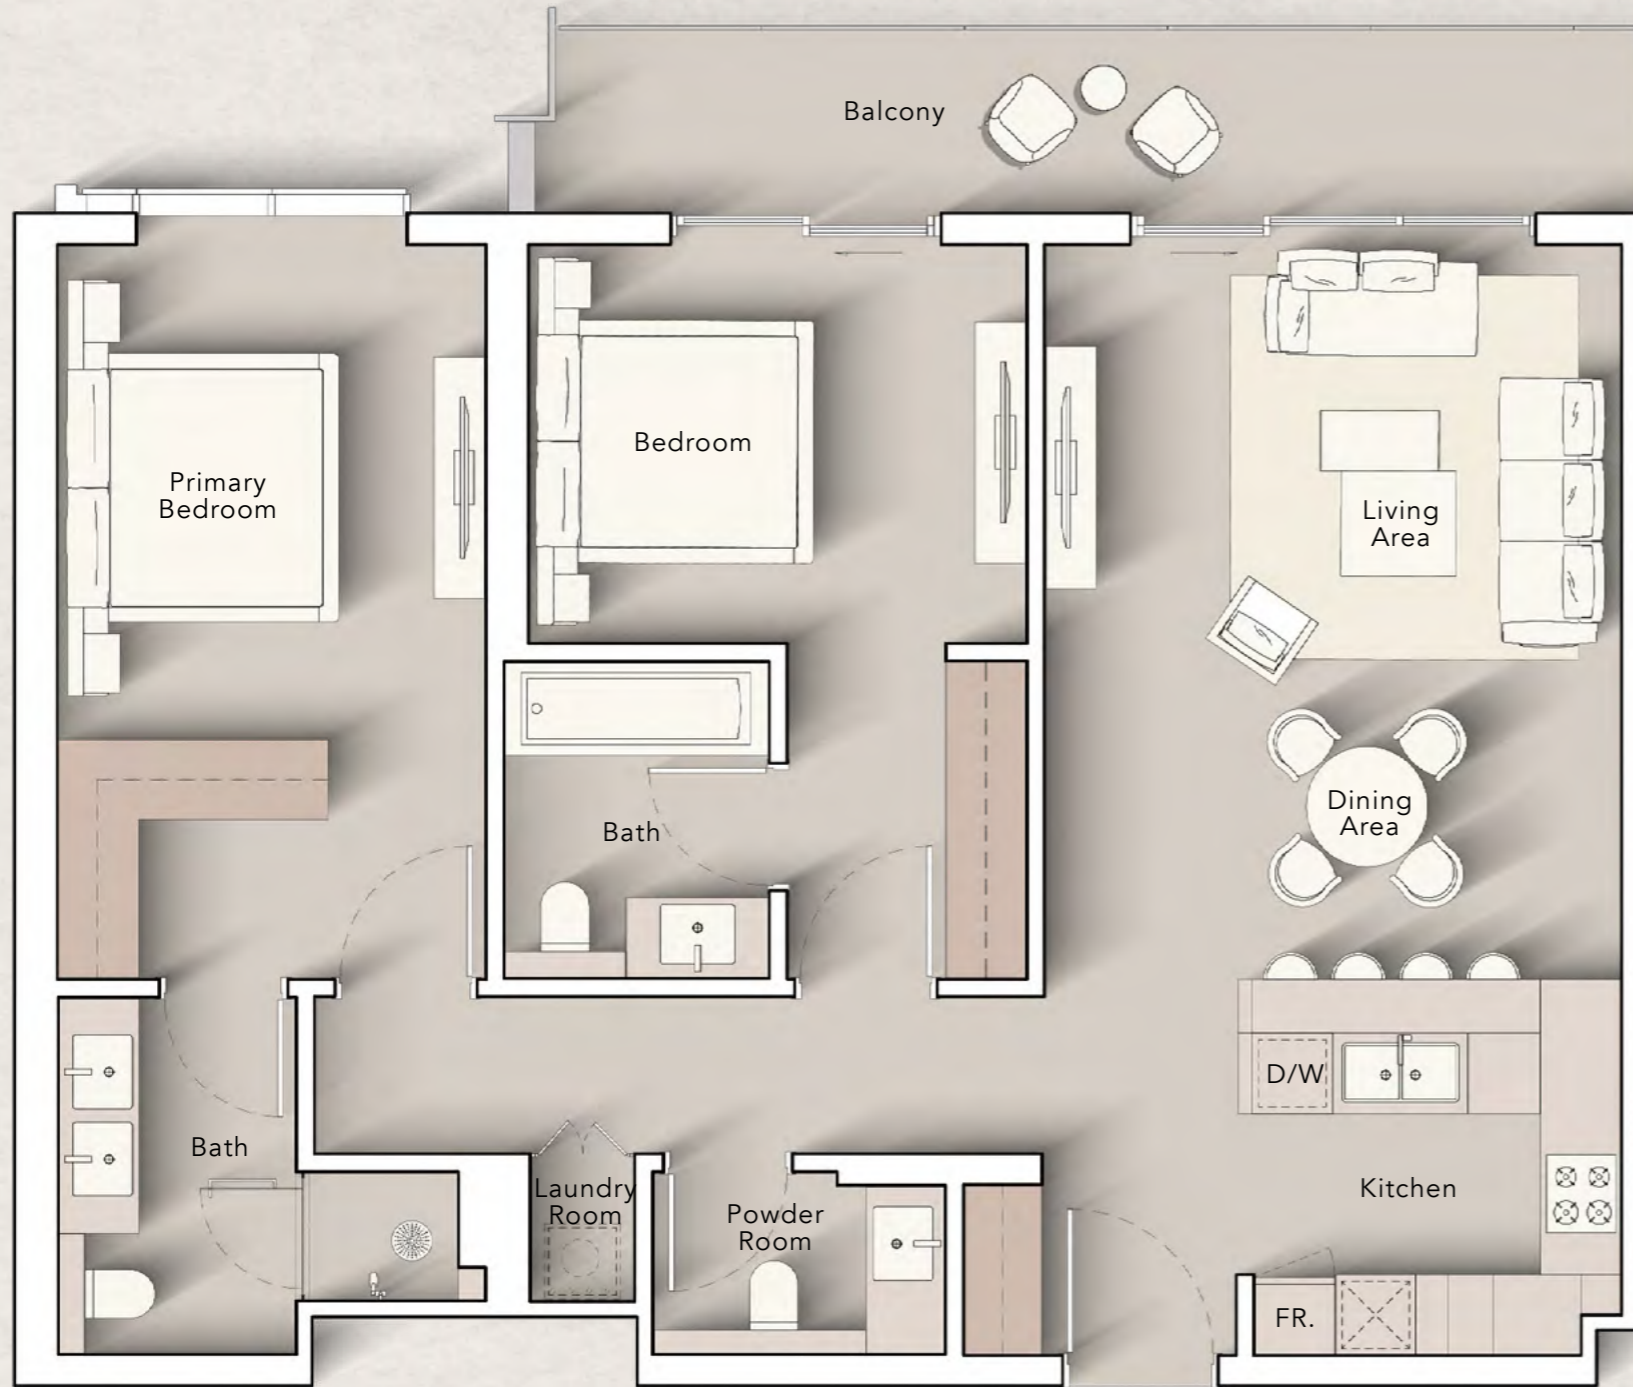 Balcony
Primary
Bedroom
Bedroom
Living
Area
Dining
Area
Bath
D/W
Bath
Kitchen
Laundry
Room
Powder
Room
FR.